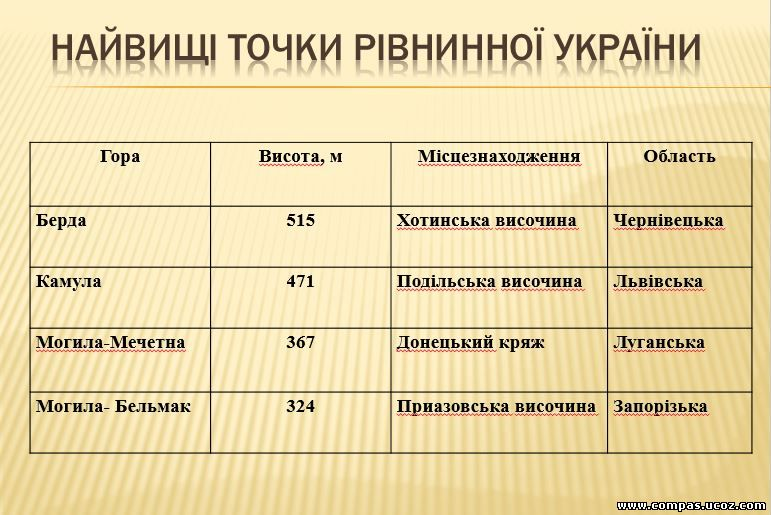 НАЙВИЩІ ТОЧКИ РІВНИННОЇ УКРАЇНИ
Гора Висота, м Місцезнаходження Область
Берда 515 Хотинська височина Чернівецька
Камула 471 Подільська височина Львівська
Могила-Мечетна 367 Донецький кряж Луганська
Могила- Бельмак 324 Приазовська височина Запорізька
www.compas.ucoz.com